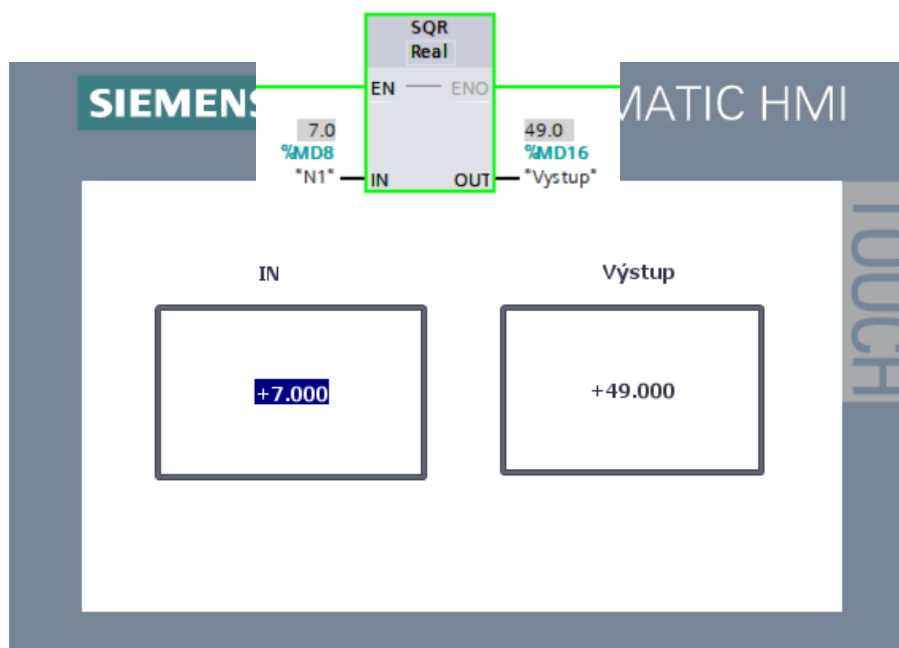 SQR
Real
SIEMENS
MATIC HMI
EN ENO
7.0
49.0
%MD8
%MD16
"N1"
IN
OUT
"Vystup"
TOUCH
IN
Výstup
+7.000
+49.000